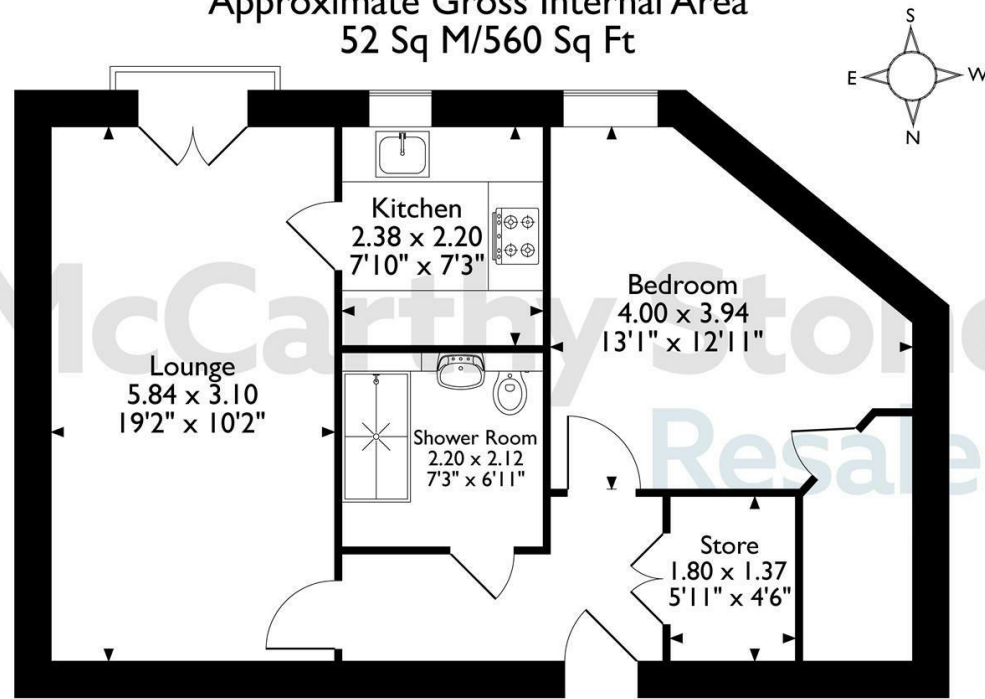 Approximate Gross Internal Area
52 Sq M/560 Sq Ft
S
E
W
N
Kitchen
2.38 x 2.20
7'10" x 7'3"
Bedroom
4.00 x 3.94
13'1" x 12'11"
McCarthy Stone
Resale
Lounge
5.84 x 3.10
19'2" x 10'2"
Shower Room
2.20 x 2.12
7'3" x 6'11"
Store
1.80 x 1.37
5'11" x 4'6"